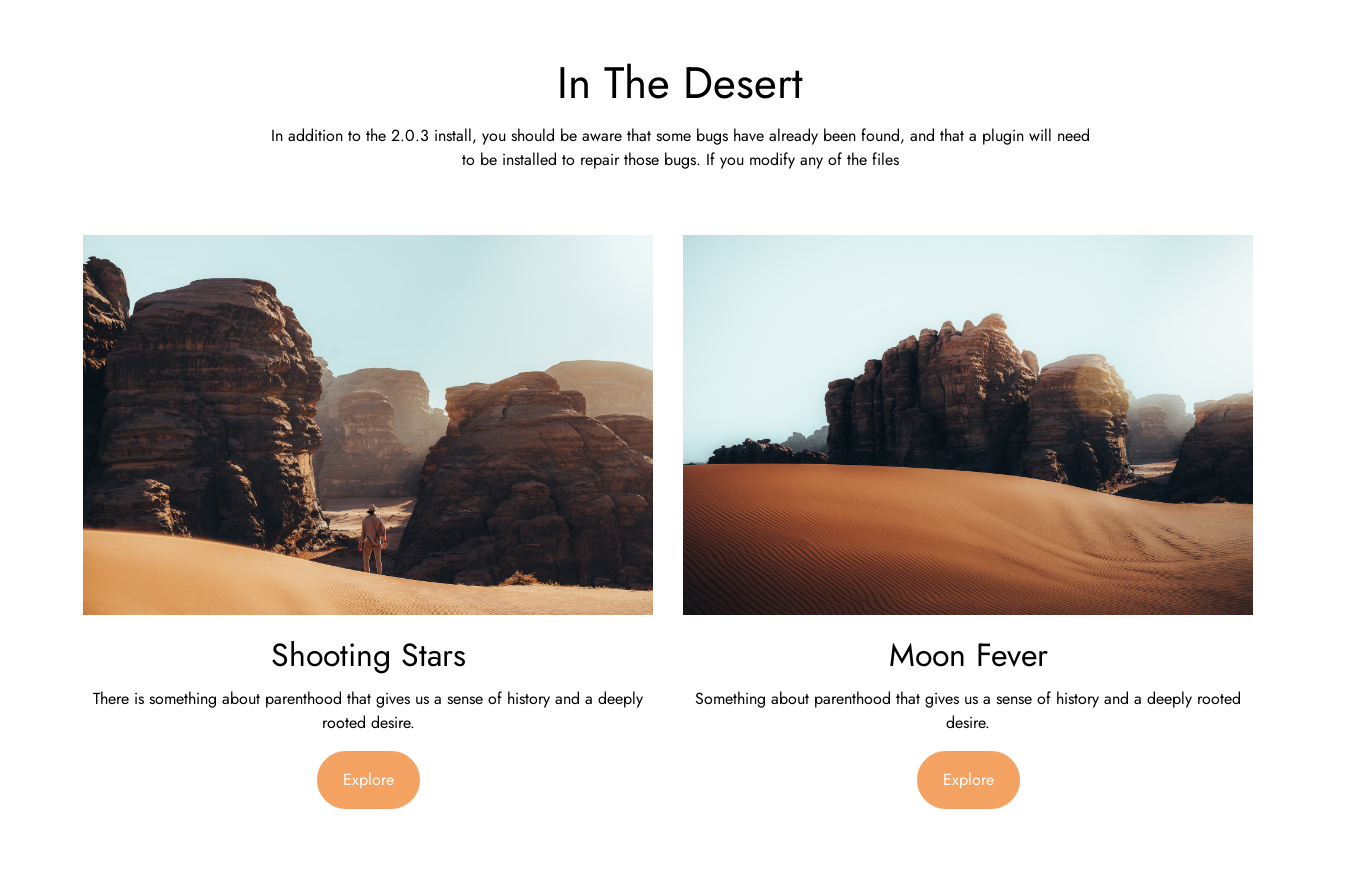 In The Desert
In addition to the 2.0.3 install, you should be aware that some bugs have already been found, and that a plugin will need
to be installed to repair those bugs. If you modify any of the files
Shooting Stars
There is something about parenthood that gives us a sense of history and a deeply
rooted desire.
Explore
Moon Fever
Something about parenthood that gives us a sense of history and a deeply rooted
desire.
Explore